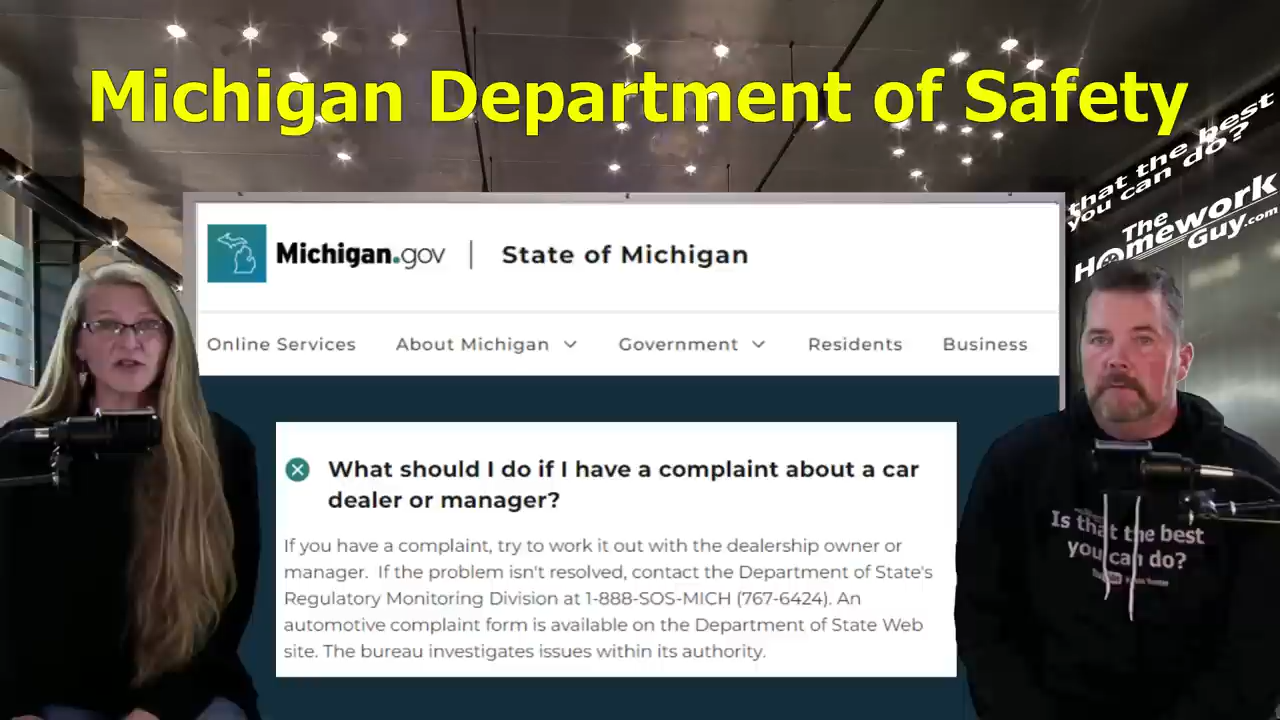 Michigan Department of Safety
that the best
you can do?
The
Homework
Guy.com
Michigan.gov | State of Michigan
Online Services About Michigan Government Residents Business
What should I do if I have a complaint about a car
dealer or manager?
If you have a complaint, try to work it out with the dealership owner or
manager. If the problem isn't resolved, contact the Department of State's
Regulatory Monitoring Division at 1-888-SOS-MICH (767-6424). An
automotive complaint form is available on the Department of State Web
site. The bureau investigates issues within its authority.
Is that the best
you can do?